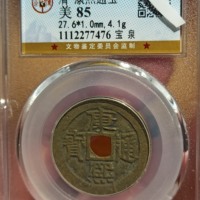 清 康熙通宝
美 85
27.6*1.0mm,4.1g
1112277476 宝 泉
文物鉴定委员会监制
康熙通寳